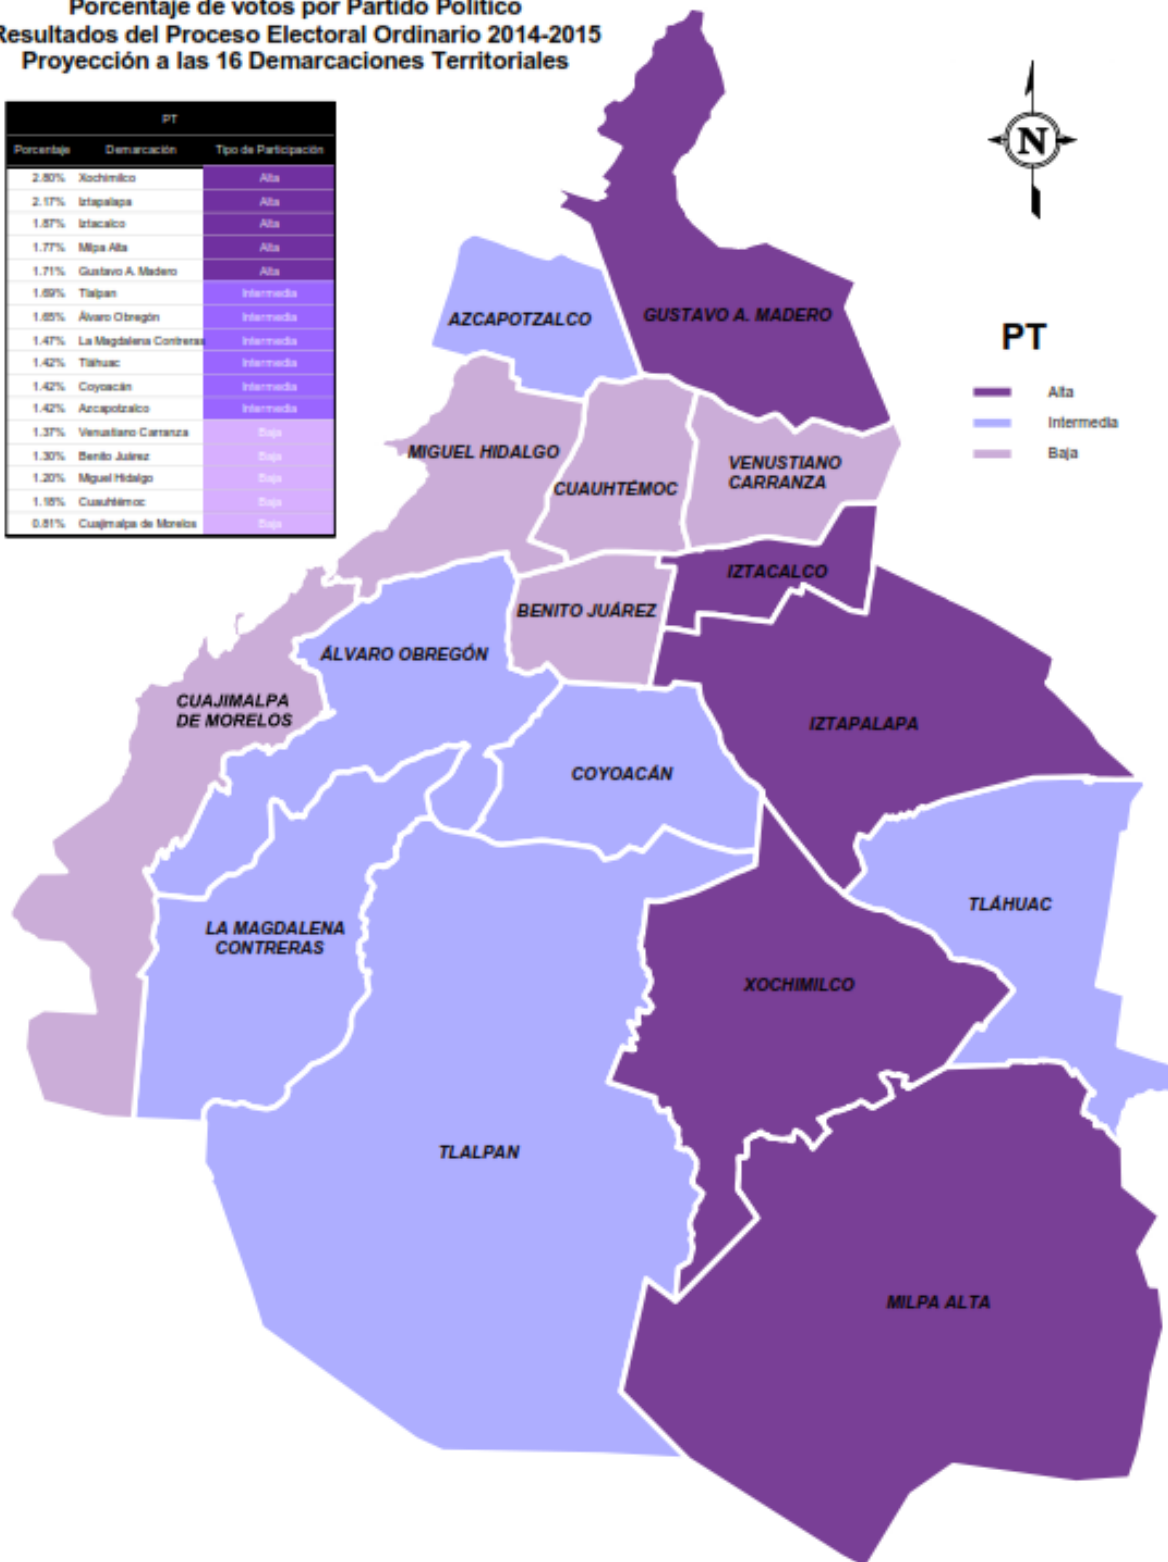 Porcentaje de votos por Partido Político
Resultados del Proceso Electoral Ordinario 2014-2015
Proyección a las 16 Demarcaciones Territoriales
PT
Porcentaje Demarcación Tipo de Participación
2.80% Xochimilco Alta
2.17% Iztapalapa Alta
1.87% Iztacalco Alta
1.77% Milpa Alta Alta
1.71% Gustavo A. Madero Alta
1.69% Tlalpan Intermedia
1.65% Álvaro Obregón Intermedia
1.47% La Magdalena Contreras Intermedia
1.42% Tláhuac Intermedia
1.42% Coyoacán Intermedia
1.42% Azcapotzalco Intermedia
1.37% Venustiano Carranza Baja
1.30% Benito Juárez Baja
1.20% Miguel Hidalgo Baja
1.18% Cuauhtémoc Baja
0.81% Cuajimalpa de Morelos Baja
N
PT
Alta
Intermedia
Baja
AZCAPOTZALCO
GUSTAVO A. MADERO
MIGUEL HIDALGO
CUAUHTÉMOC
VENUSTIANO
CARRANZA
IZTACALCO
BENITO JUÁREZ
ÁLVARO OBREGÓN
CUAJIMALPA
DE MORELOS
IZTAPALAPA
COYOACÁN
TLÁHUAC
LA MAGDALENA
CONTRERAS
XOCHIMILCO
TLALPAN
MILPA ALTA